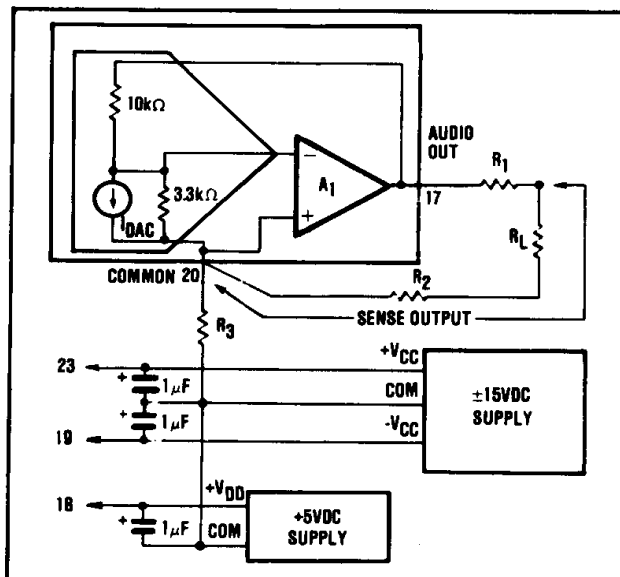 10kΩ
3.3kΩ
IDAC
A1
−
+
AUDIO
OUT
17
R1
RL
R2
COMMON 20
SENSE OUTPUT
R3
23
+
1μF
+
1μF
19
+VCC
COM
-VCC
±15VDC
SUPPLY
18
+
1μF
+VDD
COM
+5VDC
SUPPLY